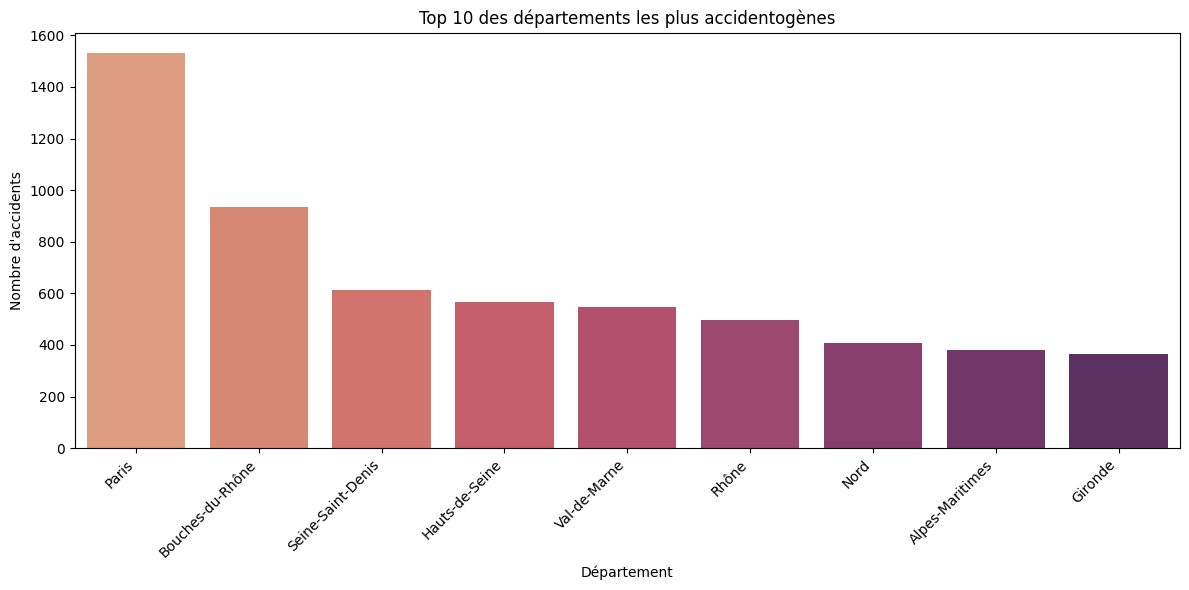 Top 10 des départements les plus accidentogènes
Nombre d'accidents
1600
1400
1200
1000
800
600
400
200
0
Paris
Bouches-du-Rhône
Seine-Saint-Denis
Hauts-de-Seine
Val-de-Marne
Rhône
Nord
Alpes-Maritimes
Gironde
Département